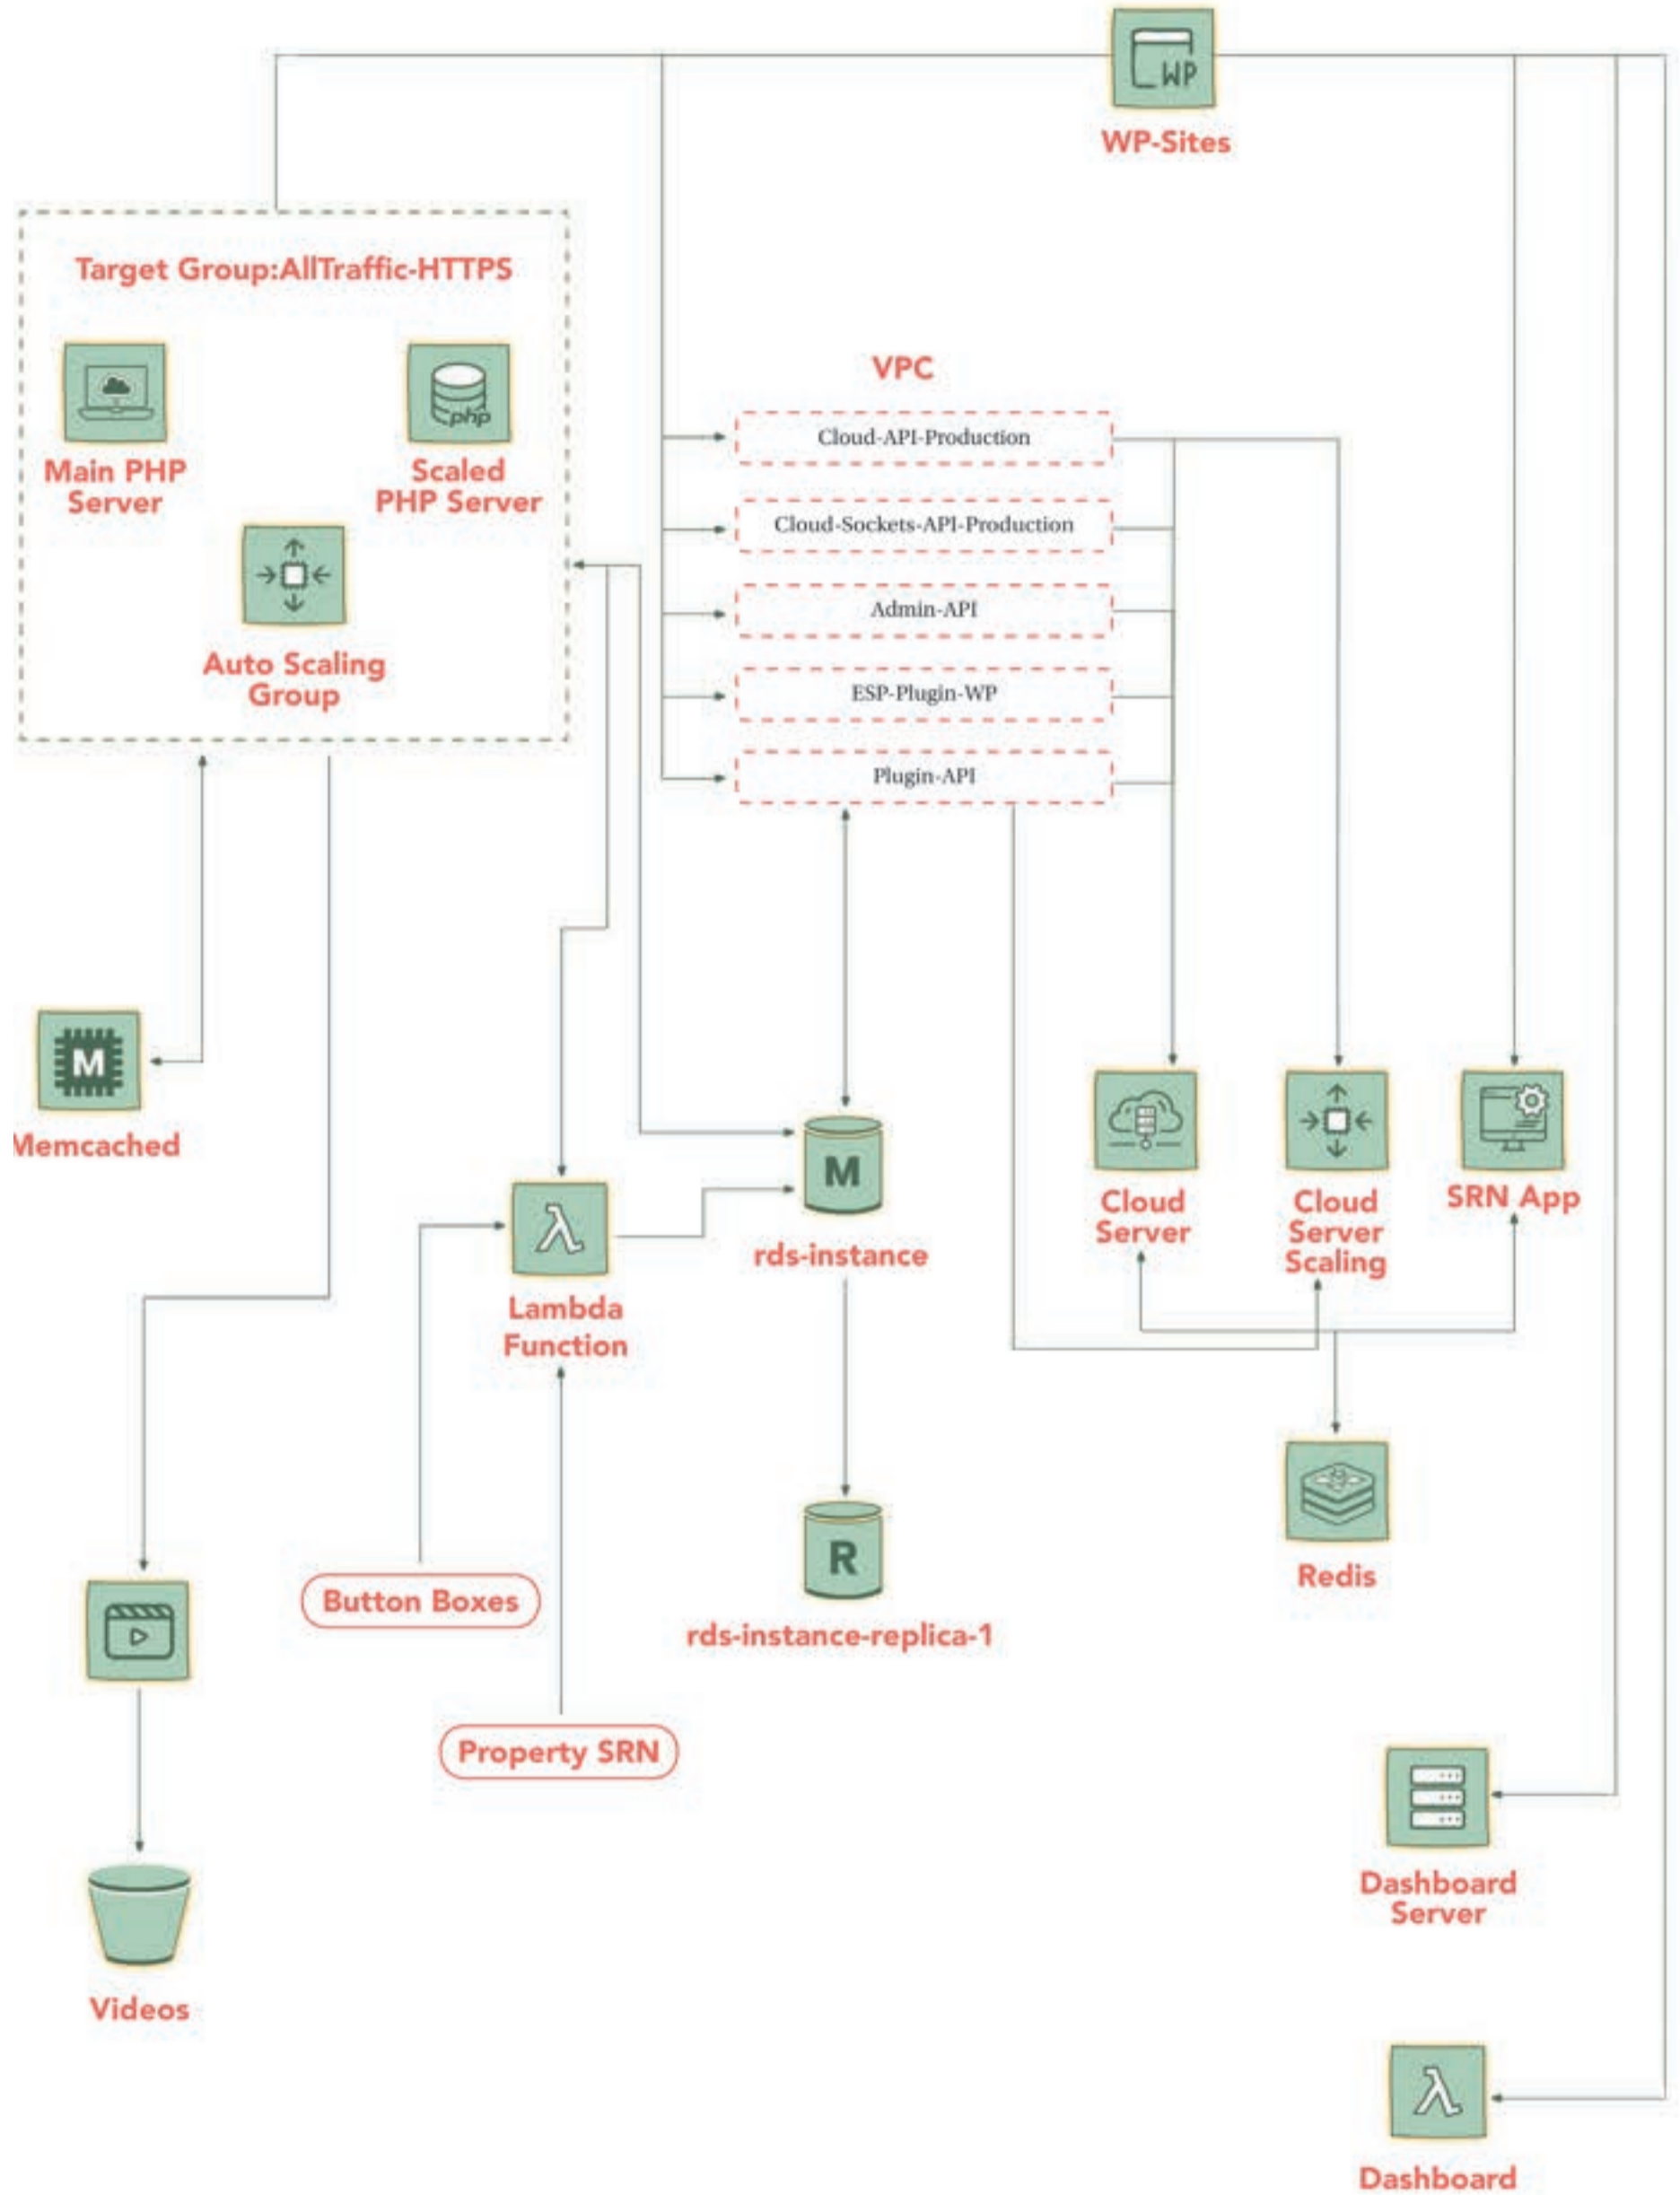 WP
WP-Sites
Target Group:AllTraffic-HTTPS
php
Main PHP
Server
Scaled
PHP Server
Auto Scaling
Group
VPC
Cloud-API-Production
Cloud-Sockets-API-Production
Admin-API
ESP-Plugin-WP
Plugin-API
M
Memcached
M
rds-instance
λ
Lambda
Function
Cloud
Server
Cloud
Server
Scaling
SRN App
Redis
R
rds-instance-replica-1
Button Boxes
Property SRN
Videos
Dashboard
Server
λ
Dashboard